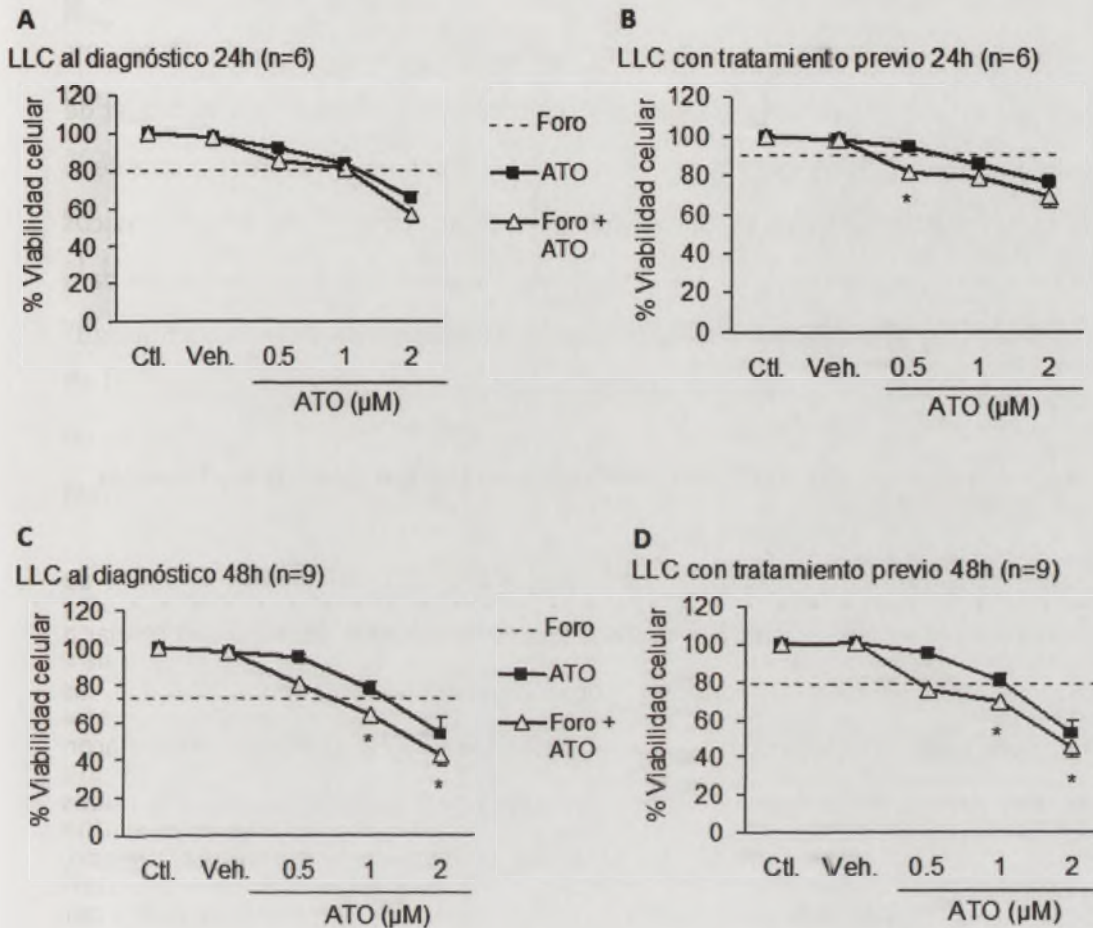 A
LLC al diagnóstico 24h (n=6)
% Viabilidad celular
120
100
80
60
40
20
0
Ctl. Veh. 0.5 1 2
ATO (µM)
Foro
ATO
Foro +
ATO
B
LLC con tratamiento previo 24h (n=6)
% Viabilidad celular
120
100
80
60
40
20
0
Ctl. Veh. 0.5 1 2
ATO (µM)
*
C
LLC al diagnóstico 48h (n=9)
% Viabilidad celular
120
100
80
60
40
20
0
Ctl. Veh. 0.5 1 2
ATO (µM)
*
*
Foro
ATO
Foro +
ATO
D
LLC con tratamiento previo 48h (n=9)
% Viabilidad celular
120
100
80
60
40
20
0
Ctl. Veh. 0.5 1 2
ATO (µM)
*
*